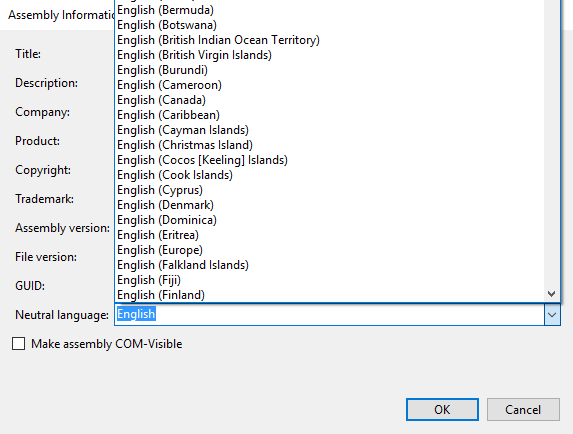 Assembly Informatio
English (Bermuda)
English (Botswana)
English (British Indian Ocean Territory)
English (British Virgin Islands)
English (Burundi)
English (Cameroon)
English (Canada)
English (Caribbean)
English (Cayman Islands)
English (Christmas Island)
English (Cocos [Keeling] Islands)
English (Cook Islands)
English (Cyprus)
English (Denmark)
English (Dominica)
English (Eritrea)
English (Europe)
English (Falkland Islands)
English (Fiji)
English (Finland)
Title:
Description:
Company:
Product:
Copyright:
Trademark:
Assembly version:
File version:
GUID:
Neutral language: English
Make assembly COM-Visible
OK Cancel